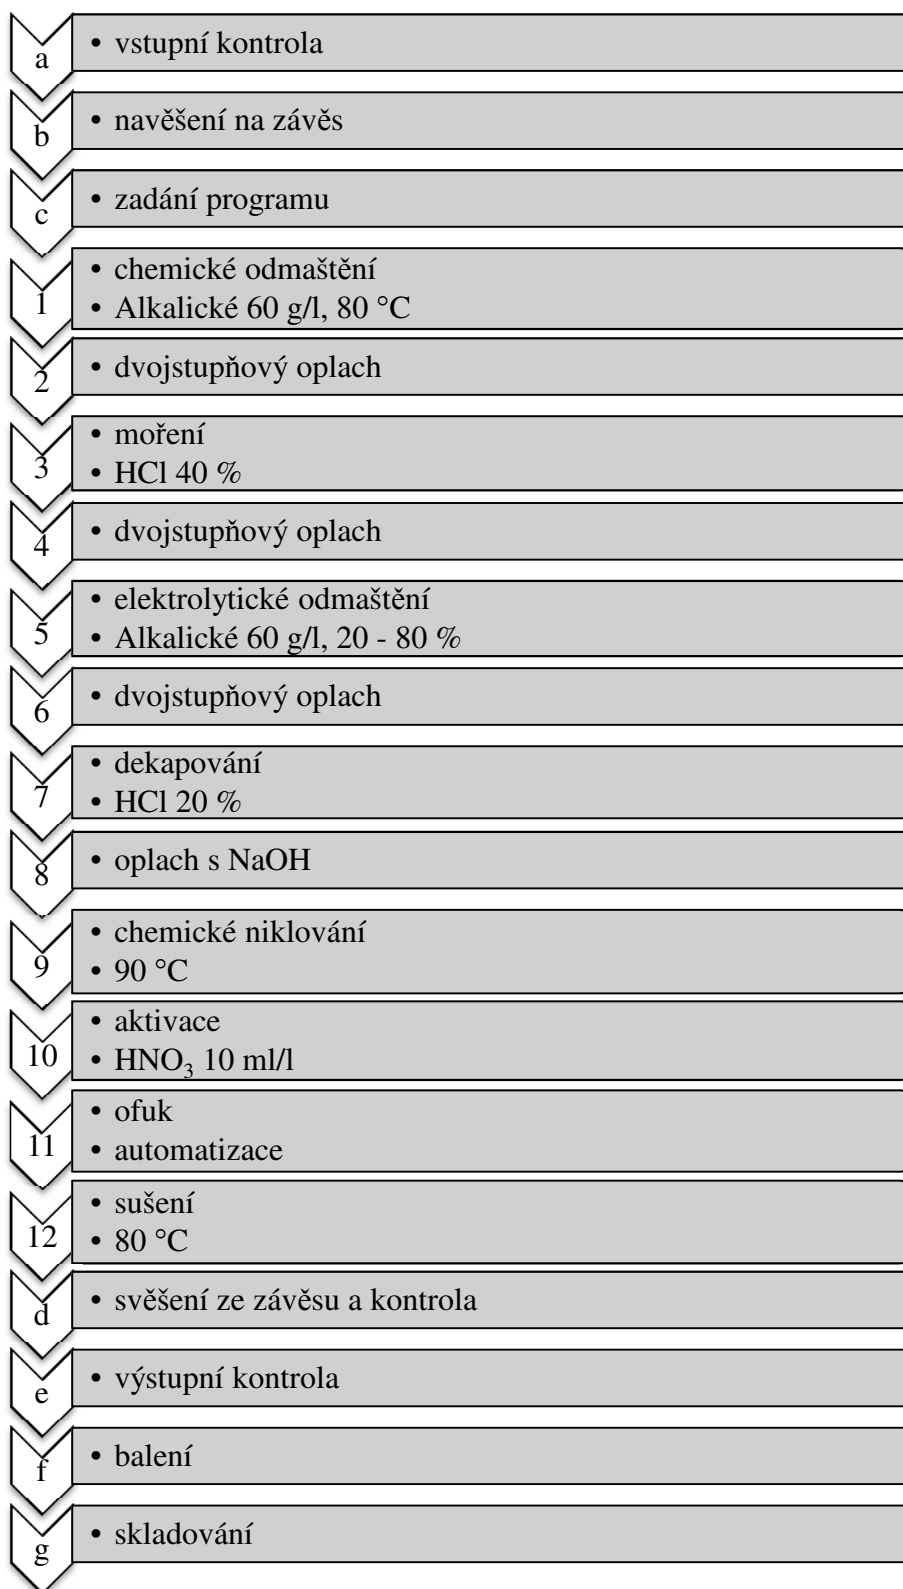 a
• vstupní kontrola
b
• navěšení na závěs
c
• zadání programu
1
• chemické odmaštění
• Alkalické 60 g/l, 80 °C
2
• dvojstupňový oplach
3
• moření
• HCl 40 %
4
• dvojstupňový oplach
5
• elektrolytické odmaštění
• Alkalické 60 g/l, 20 - 80 %
6
• dvojstupňový oplach
7
• dekapování
• HCl 20 %
8
• oplach s NaOH
9
• chemické niklování
• 90 °C
10
• aktivace
• HNO₃ 10 ml/l
11
• ofuk
• automatizace
12
• sušení
• 80 °C
d
• svěšení ze závěsu a kontrola
e
• výstupní kontrola
f
• balení
g
• skladování